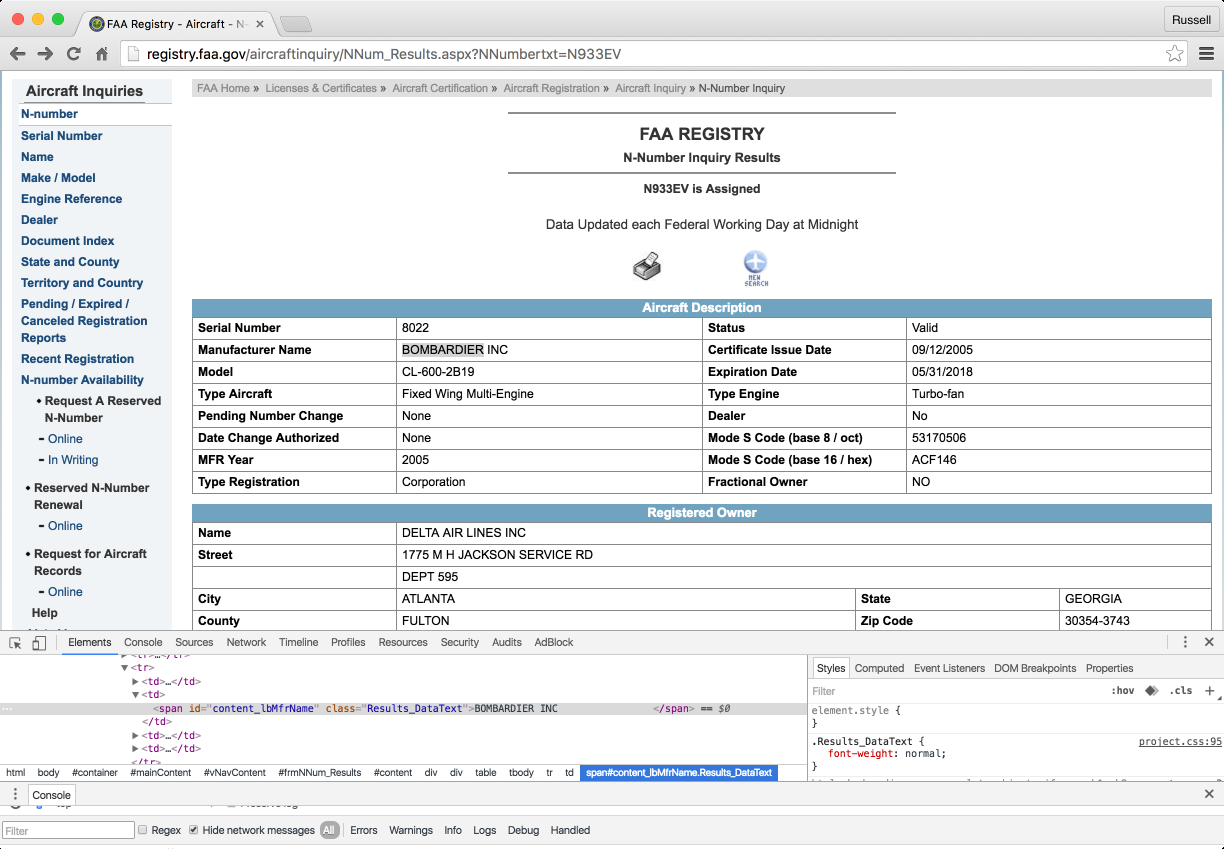 FAA Registry - Aircraft - N-
Russell
registry.faa.gov/aircraftinquiry/NNum_Results.aspx?NNumbertxt=N933EV
Aircraft Inquiries
N-number
Serial Number
Name
Make / Model
Engine Reference
Dealer
Document Index
State and County
Territory and Country
Pending / Expired /
Canceled Registration
Reports
Recent Registration
N-number Availability
• Request A Reserved
N-Number
- Online
- In Writing
• Reserved N-Number
Renewal
- Online
• Request for Aircraft
Records
- Online
Help
FAA Home » Licenses & Certificates » Aircraft Certification » Aircraft Registration » Aircraft Inquiry » N-Number Inquiry
FAA REGISTRY
N-Number Inquiry Results
N933EV is Assigned
Data Updated each Federal Working Day at Midnight
NEW
SEARCH
Aircraft Description
Serial Number 8022 Status Valid
Manufacturer Name BOMBARDIER INC Certificate Issue Date 09/12/2005
Model CL-600-2B19 Expiration Date 05/31/2018
Type Aircraft Fixed Wing Multi-Engine Type Engine Turbo-fan
Pending Number Change None Dealer No
Date Change Authorized None Mode S Code (base 8 / oct) 53170506
MFR Year 2005 Mode S Code (base 16 / hex) ACF146
Type Registration Corporation Fractional Owner NO
Registered Owner
Name DELTA AIR LINES INC
Street 1775 M H JACKSON SERVICE RD
DEPT 595
City ATLANTA State GEORGIA
County FULTON Zip Code 30354-3743
Elements Console Sources Network Timeline Profiles Resources Security Audits AdBlock
<tr>…</tr>
<tr>
<td>…</td>
<td>
<span id="content_lbMfrName" class="Results_DataText">BOMBARDIER INC </span> == $0
</td>
<td>…</td>
<td>…</td>
</tr>
html body #container #mainContent #vNavContent #frmNNum_Results #content div div table tbody tr td span#content_lbMfrName.Results_DataText
Styles Computed Event Listeners DOM Breakpoints Properties
Filter :hov .cls +
element.style {
}
.Results_DataText { project.css:95
font-weight: normal;
}
Console
Filter Regex Hide network messages All Errors Warnings Info Logs Debug Handled